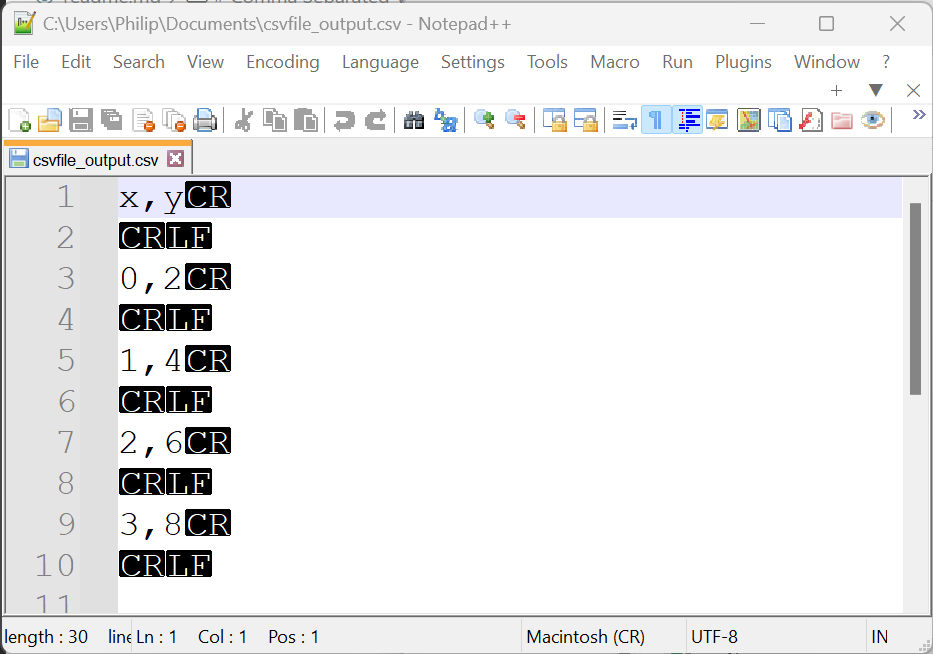 C:\Users\Philip\Documents\csvfile_output.csv - Notepad++
File Edit Search View Encoding Language Settings Tools Macro Run Plugins Window ?
csvfile_output.csv
1 x,yCR
2 CRLF
3 0,2CR
4 CRLF
5 1,4CR
6 CRLF
7 2,6CR
8 CRLF
9 3,8CR
10 CRLF
11
length : 30 line Ln : 1 Col : 1 Pos : 1 Macintosh (CR) UTF-8 IN